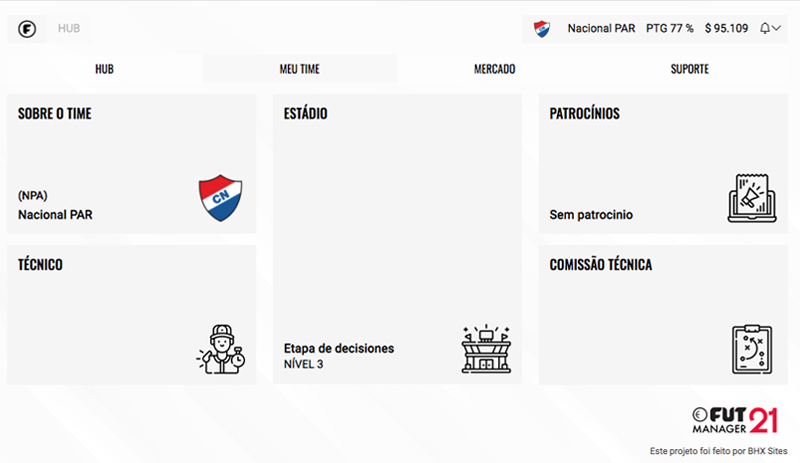 F HUB
CN Nacional PAR PTG 77 % $ 95.109
HUB MEU TIME MERCADO SUPORTE
SOBRE O TIME
(NPA)
Nacional PAR
CN
ESTÁDIO
Etapa de decisiones
NÍVEL 3
PATROCÍNIOS
Sem patrocinio
TÉCNICO
COMISSÃO TÉCNICA
FUT
MANAGER
21
Este projeto foi feito por BHX Sites